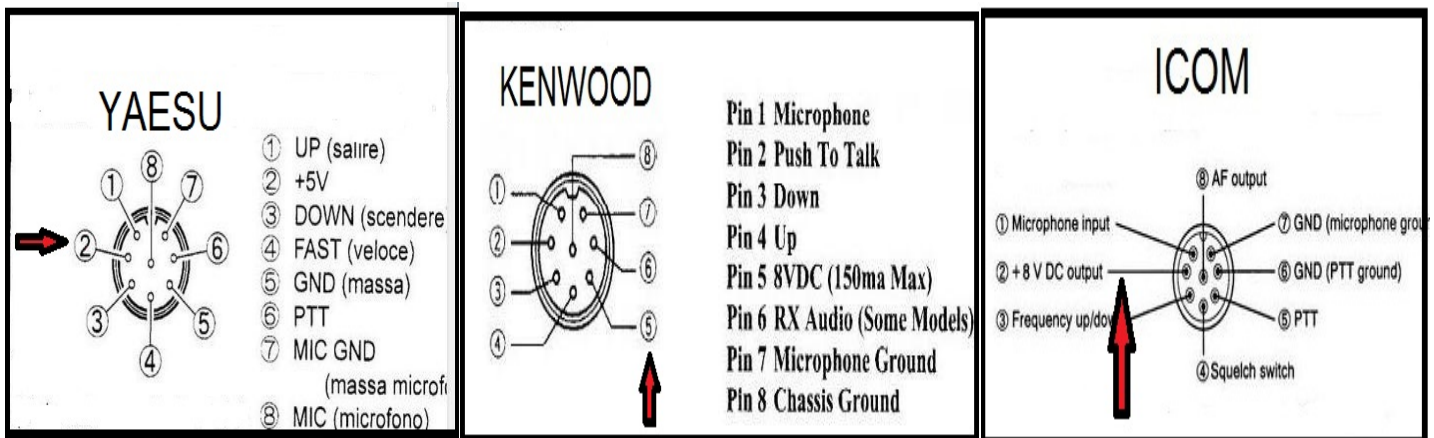 YAESU
⑧
① ⑦
② ⑥
③ ⑤
④
① UP (salire)
② +5V
③ DOWN (scendere
④ FAST (veloce)
⑤ GND (massa)
⑥ PTT
⑦ MIC GND
(massa microfo
⑧ MIC (microfono)
KENWOOD
⑧
①
⑦
②
⑥
③
⑤
④
Pin 1 Microphone
Pin 2 Push To Talk
Pin 3 Down
Pin 4 Up
Pin 5 8VDC (150ma Max)
Pin 6 RX Audio (Some Models)
Pin 7 Microphone Ground
Pin 8 Chassis Ground
ICOM
⑧ AF output
① Microphone input
⑦ GND (microphone grour
② + 8 V DC output
⑥ GND (PTT ground)
③ Frequency up/dow
⑤ PTT
④ Squelch switch